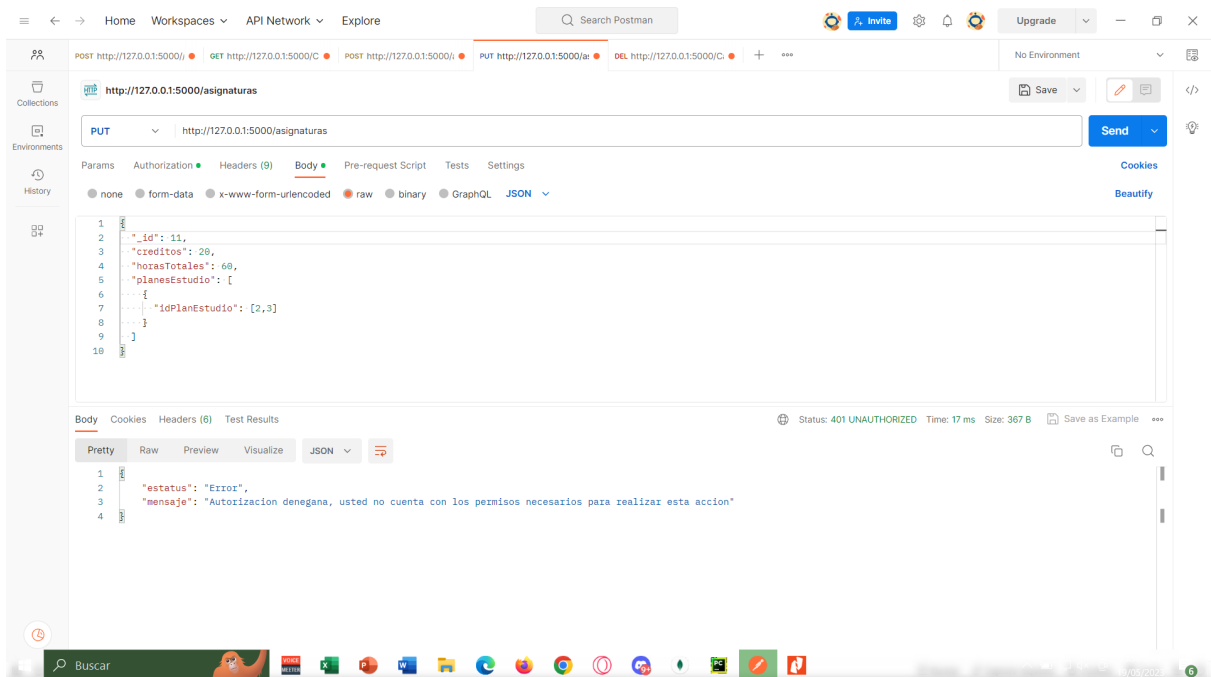 Home Workspaces API Network Explore Search Postman Invite Upgrade
POST http://127.0.0.1:5000/ GET http://127.0.0.1:5000/C POST http://127.0.0.1:5000/ PUT http://127.0.0.1:5000/a DEL http://127.0.0.1:5000/C + No Environment
http://127.0.0.1:5000/asignaturas Save
Collections
PUT http://127.0.0.1:5000/asignaturas Send
Environments
Params Authorization Headers (9) Body Pre-request Script Tests Settings Cookies
History
none form-data x-www-form-urlencoded raw binary GraphQL JSON Beautify
1 {
2 "_id": 11,
3 "creditos": 20,
4 "horasTotales": 60,
5 "planesEstudio": [
6 {
7 "idPlanEstudio": [2,3]
8 }
9 ]
10 }
Body Cookies Headers (6) Test Results Status: 401 UNAUTHORIZED Time: 17 ms Size: 367 B Save as Example
Pretty Raw Preview Visualize JSON
1 {
2 "estatus": "Error",
3 "mensaje": "Autorizacion denegana, usted no cuenta con los permisos necesarios para realizar esta accion"
4 }
Buscar VOICE MEETER PC 6